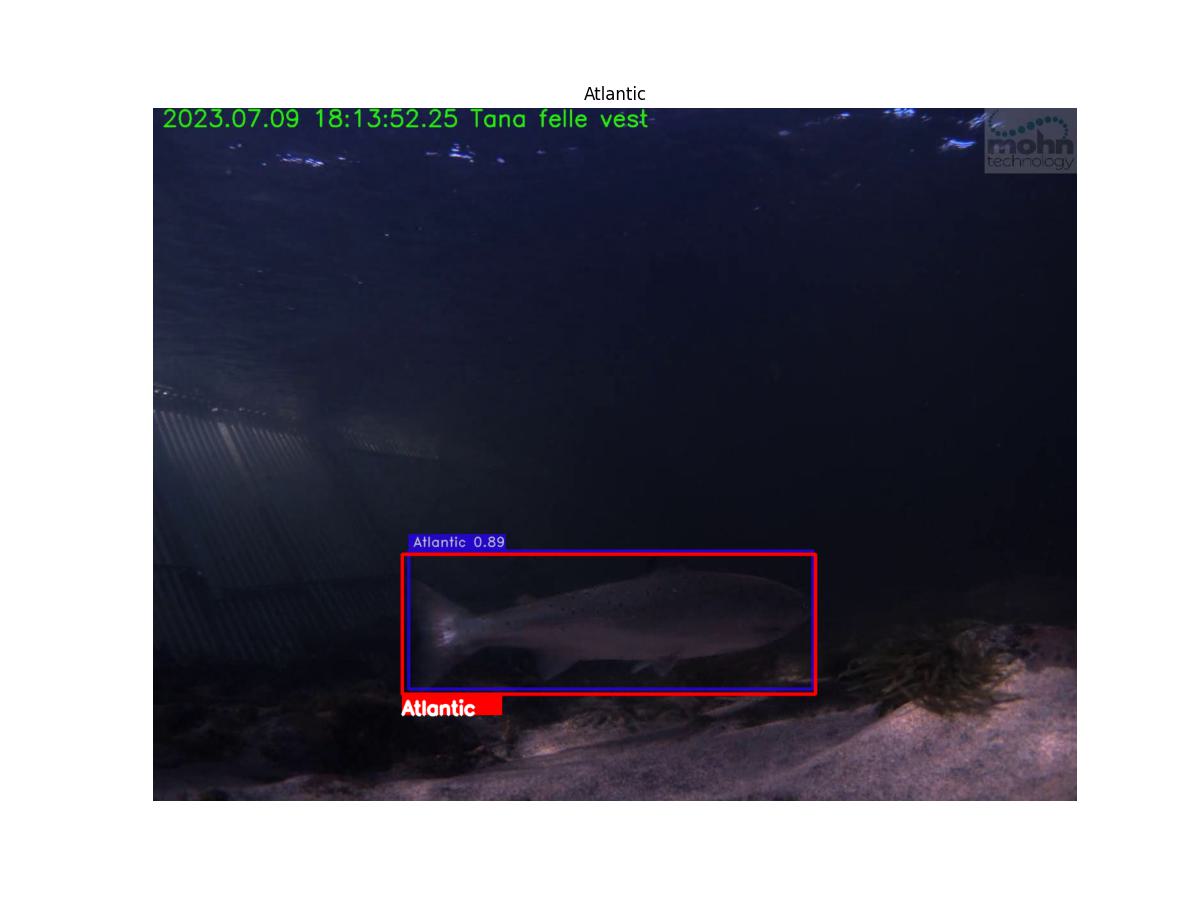 Atlantic
2023.07.09 18:13:52.25 Tana felle vest
mohn
technology
Atlantic 0.89
Atlantic